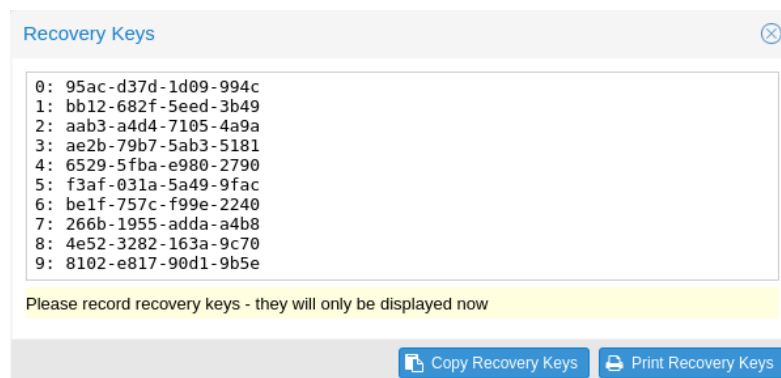 Recovery Keys
0: 95ac-d37d-1d09-994c
1: bb12-682f-5eed-3b49
2: aab3-a4d4-7105-4a9a
3: ae2b-79b7-5ab3-5181
4: 6529-5fba-e980-2790
5: f3af-031a-5a49-9fac
6: be1f-757c-f99e-2240
7: 266b-1955-adda-a4b8
8: 4e52-3282-163a-9c70
9: 8102-e817-90d1-9b5e
Please record recovery keys - they will only be displayed now
Copy Recovery Keys
Print Recovery Keys